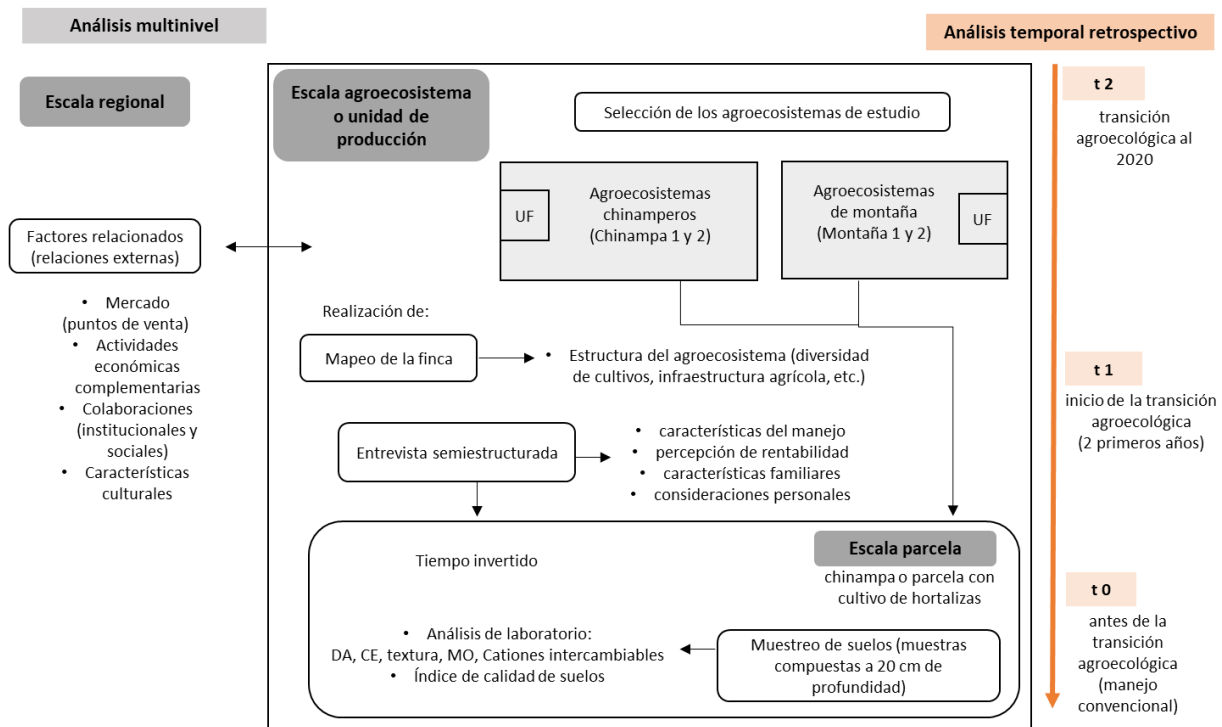 Análisis multinivel
Análisis temporal retrospectivo
Escala regional
Factores relacionados
(relaciones externas)
• Mercado
(puntos de venta)
• Actividades
económicas
complementarias
• Colaboraciones
(institucionales y
sociales)
• Características
culturales
Escala agroecosistema
o unidad de
producción
Selección de los agroecosistemas de estudio
UF
Agroecosistemas
chinamperos
(Chinampa 1 y 2)
Agroecosistemas
de montaña
(Montaña 1 y 2)
UF
Realización de:
Mapeo de la finca
• Estructura del agroecosistema (diversidad
de cultivos, infraestructura agrícola, etc.)
Entrevista semiestructurada
• características del manejo
• percepción de rentabilidad
• características familiares
• consideraciones personales
Tiempo invertido
Escala parcela
chinampa o parcela con
cultivo de hortalizas
• Análisis de laboratorio:
DA, CE, textura, MO, Cationes intercambiables
• Índice de calidad de suelos
Muestreo de suelos (muestras
compuestas a 20 cm de
profundidad)
t 2
transición
agroecológica al
2020
t 1
inicio de la transición
agroecológica
(2 primeros años)
t 0
antes de la
transición
agroecológica
(manejo
convencional)